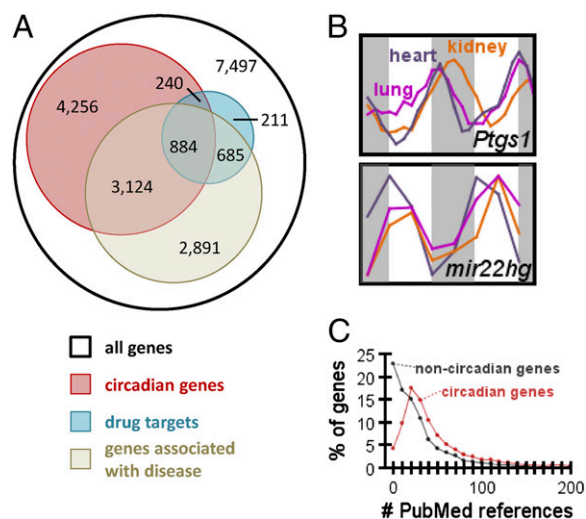 A
240
7,497
4,256
211
884
685
3,124
2,891
all genes
circadian genes
drug targets
genes associated
with disease
B
heart
kidney
lung
Ptgs1
mir22hg
C
% of genes
25
20
15
10
5
0
non-circadian genes
circadian genes
0
100
200
# PubMed references